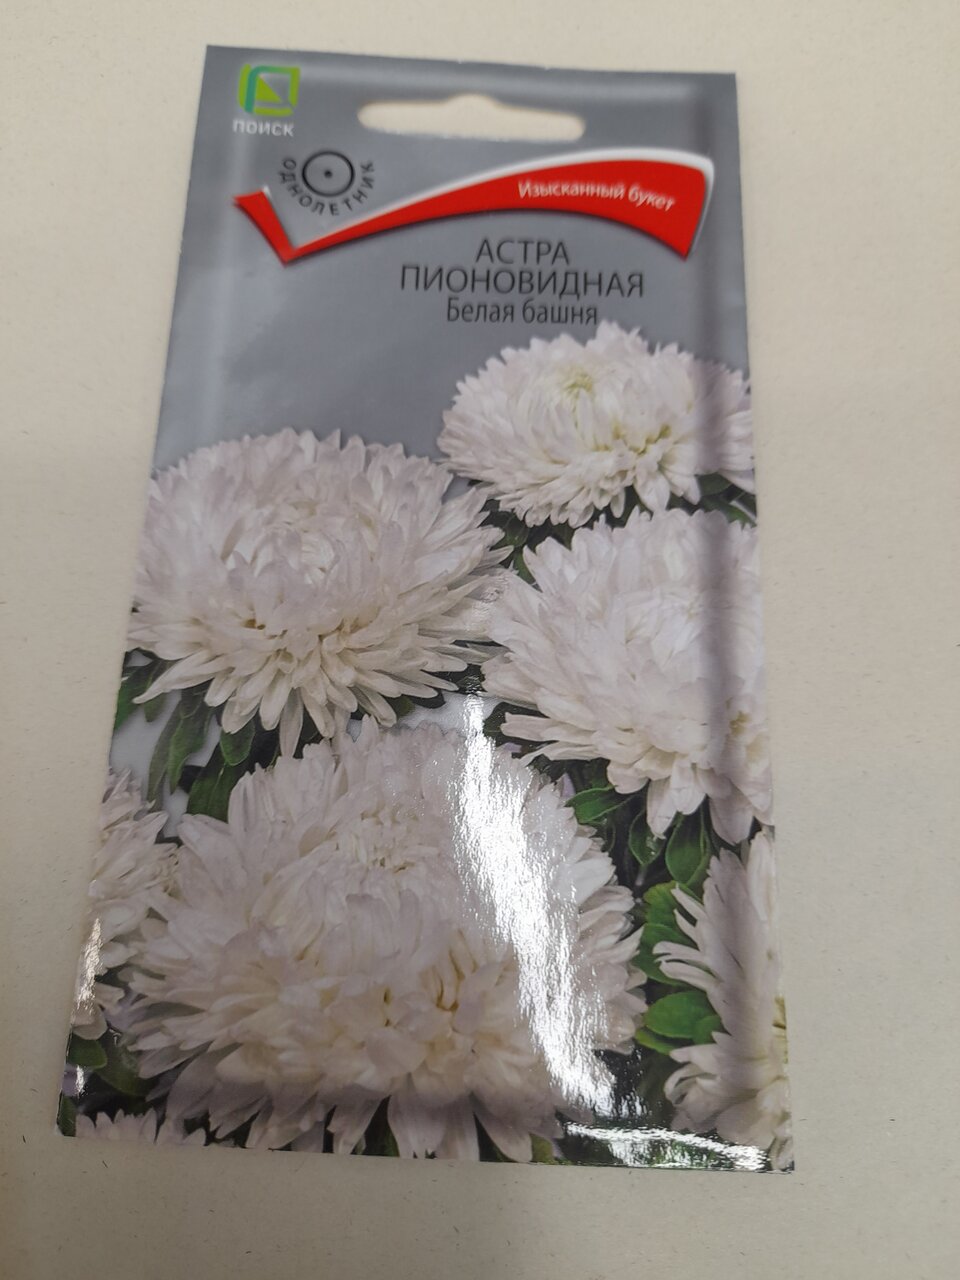 ПОИСК
ОДНОЛЕТНИК
Изысканный букет
АСТРА
ПИОНОВИДНАЯ
Белая башня